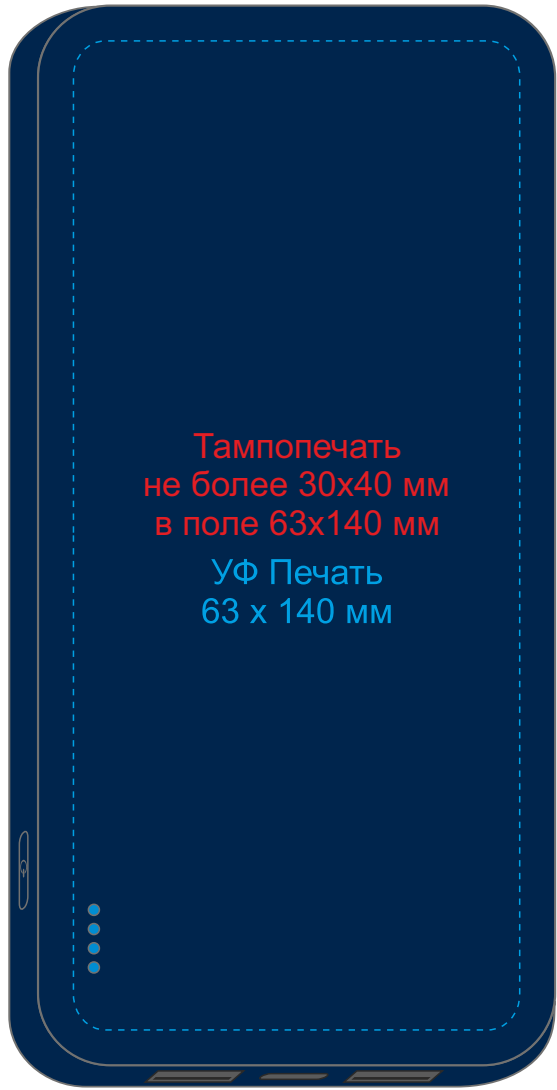 Тампопечать
не более 30х40 мм
в поле 63х140 мм
УФ Печать
63 х 140 мм